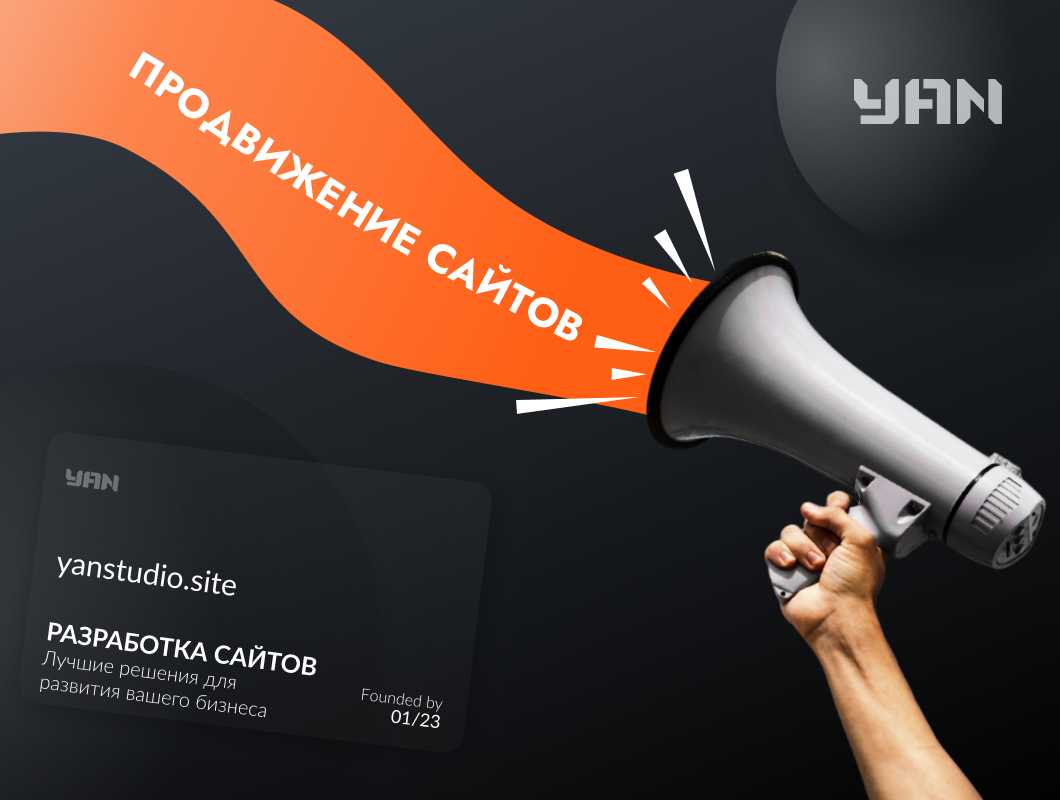 ПРОДВИЖЕНИЕ САЙТОВ
YAN
YAN
yanstudio.site
РАЗРАБОТКА САЙТОВ
Лучшие решения для
развития вашего бизнеса
Founded by
01/23